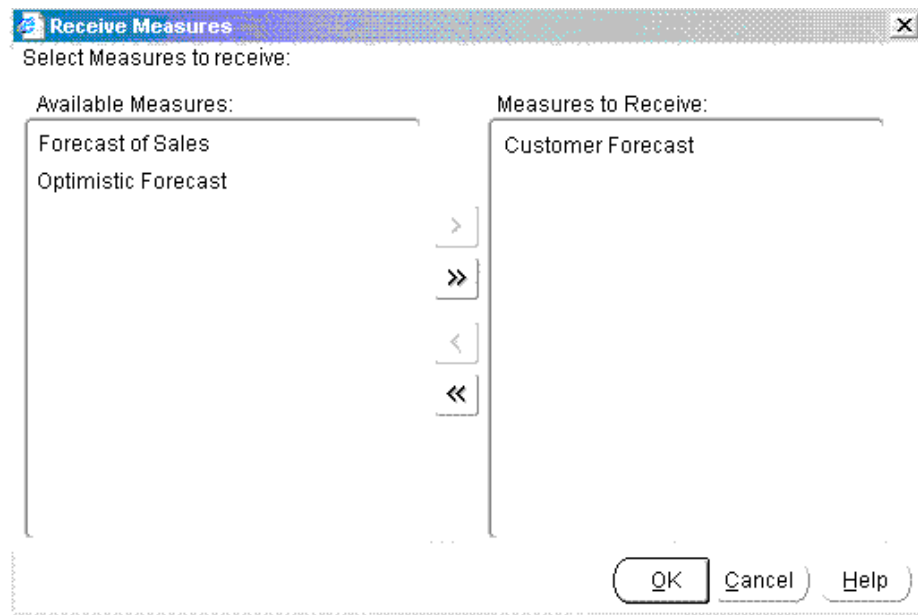 Receive Measures
Select Measures to receive:
Available Measures:
Measures to Receive:
Forecast of Sales
Customer Forecast
Optimistic Forecast
>
>>
<
<<
OK
Cancel
Help